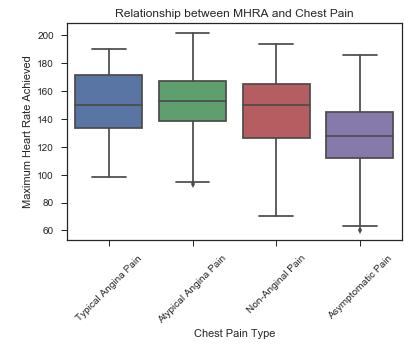 Relationship between MHRA and Chest Pain
Maximum Heart Rate Achieved
200
180
160
140
120
100
80
60
Typical Angina Pain
Atypical Angina Pain
Non-Anginal Pain
Asymptomatic Pain
Chest Pain Type